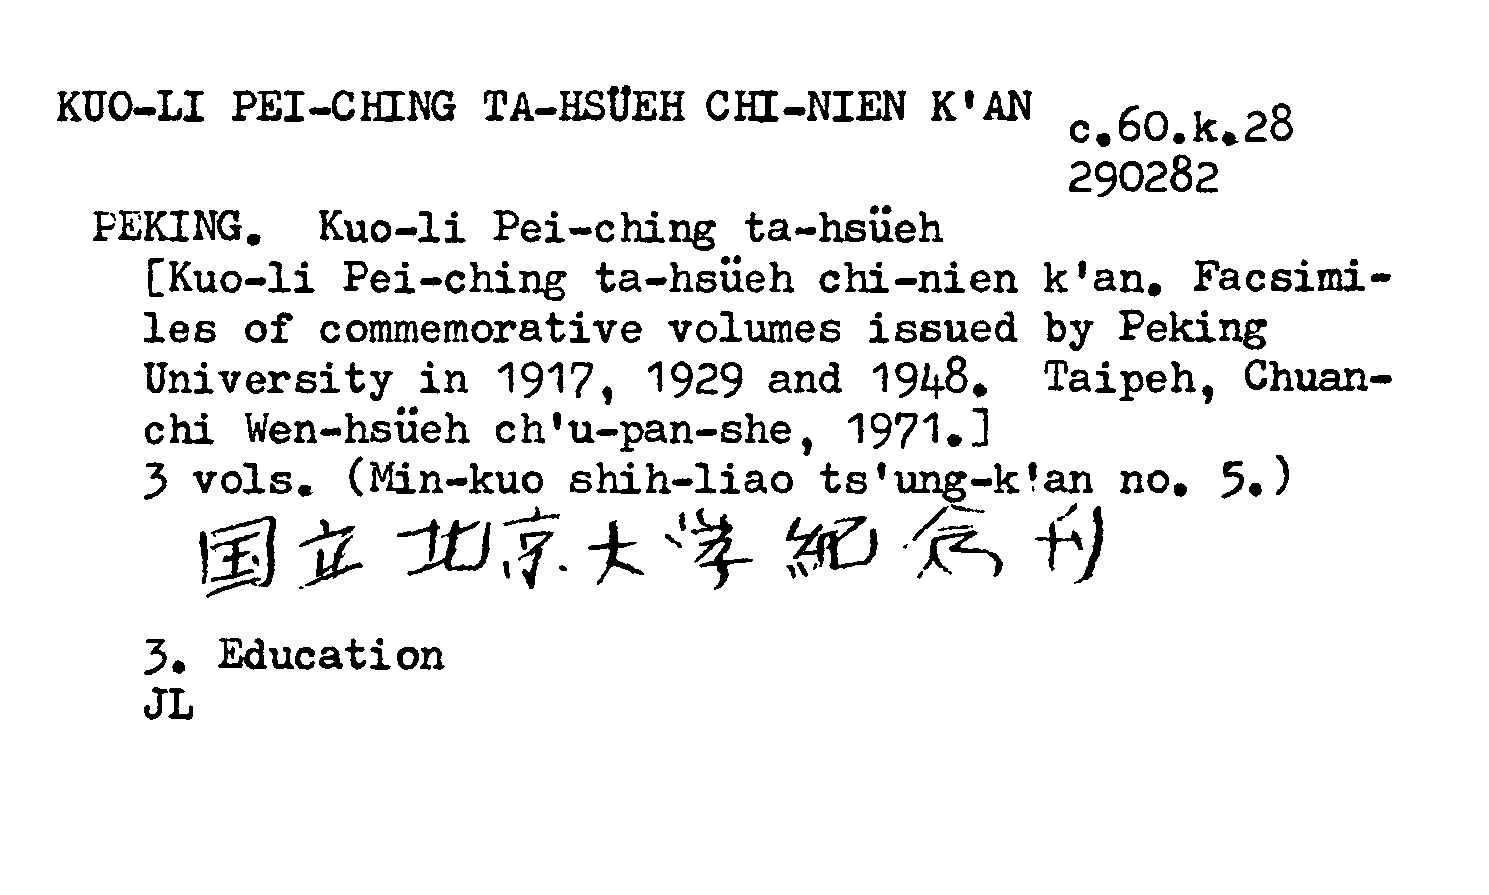 KUO-LI PEI-CHING TA-HSÜEH CHI-NIEN K'AN
c.60.k.28
290282
PEKING. Kuo-li Pei-ching ta-hsüeh
[Kuo-li Pei-ching ta-hsüeh chi-nien k'an. Facsimi-
les of commemorative volumes issued by Peking
University in 1917, 1929 and 1948. Taipeh, Chuan-
chi Wen-hsüeh ch'u-pan-she, 1971.]
3 vols. (Min-kuo shih-liao ts'ung-k'an no. 5.)
国立北京大学紀念刊
3. Education
JL